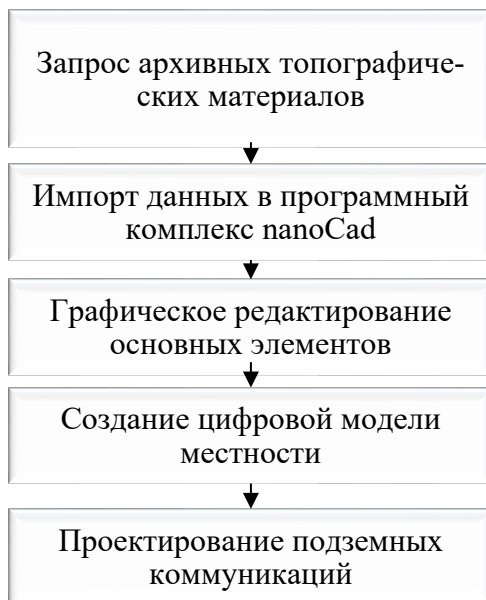 Запрос архивных топографиче-
ских материалов
Импорт данных в программный
комплекс nanoCad
Графическое редактирование
основных элементов
Создание цифровой модели
местности
Проектирование подземных
коммуникаций